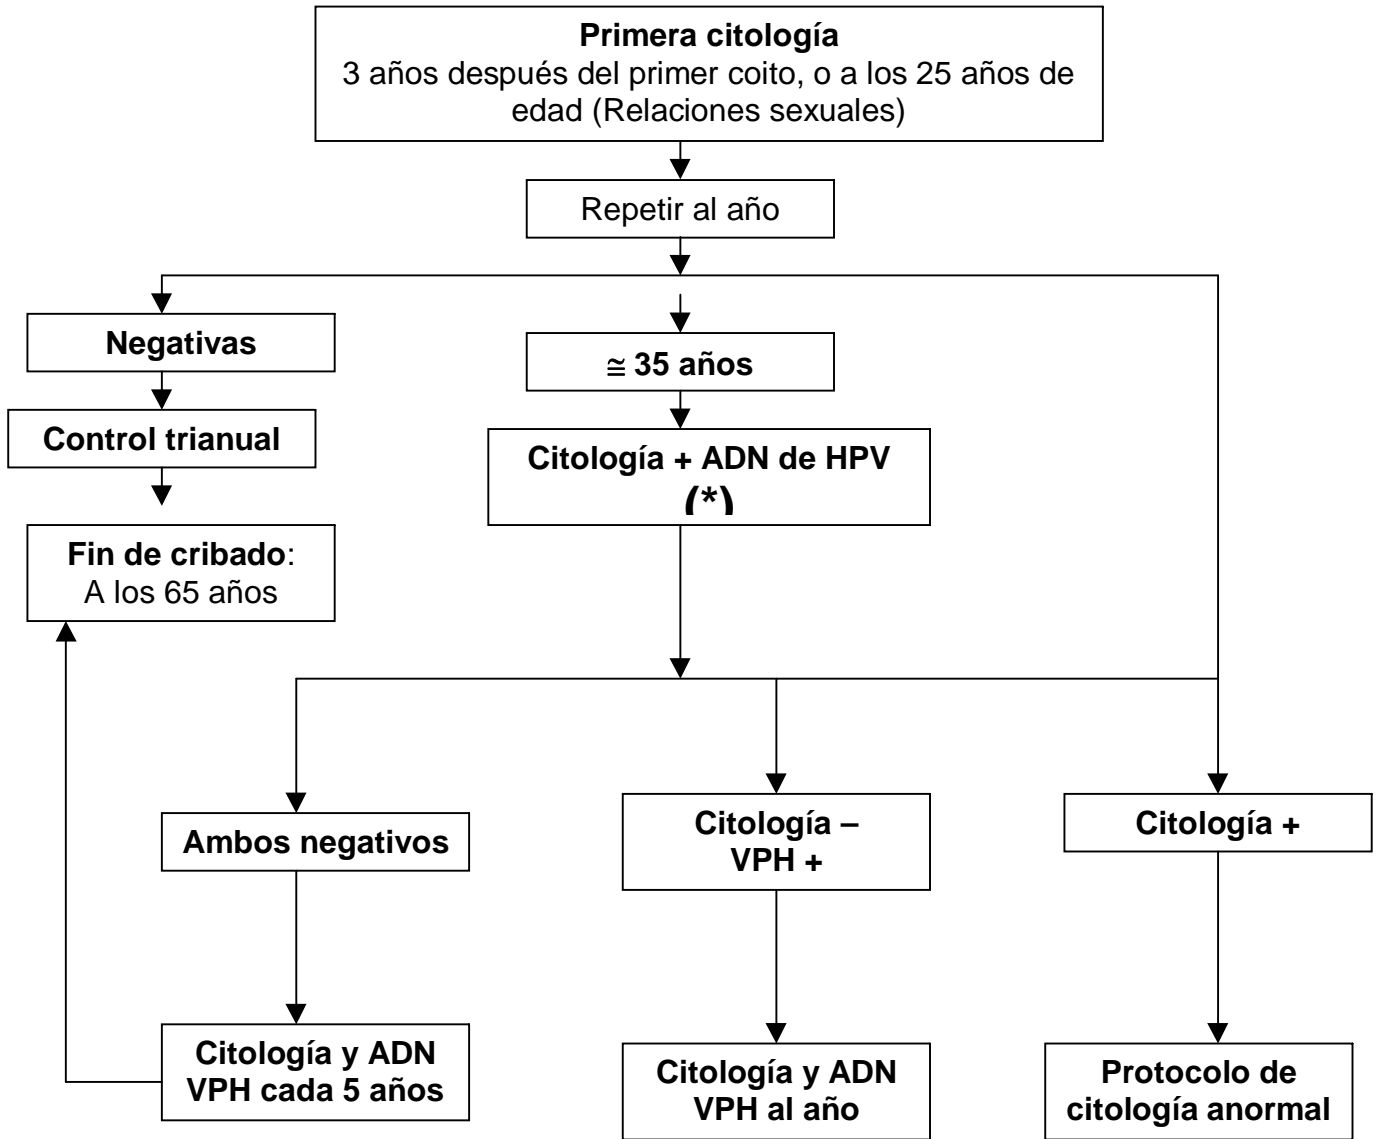 Primera citología
3 años después del primer coito, o a los 25 años de
edad (Relaciones sexuales)
Repetir al año
Negativas
≅ 35 años
Control trianual
Citología + ADN de HPV
(*)
Fin de cribado:
A los 65 años
Ambos negativos
Citología –
VPH +
Citología +
Citología y ADN
VPH cada 5 años
Citología y ADN
VPH al año
Protocolo de
citología anormal